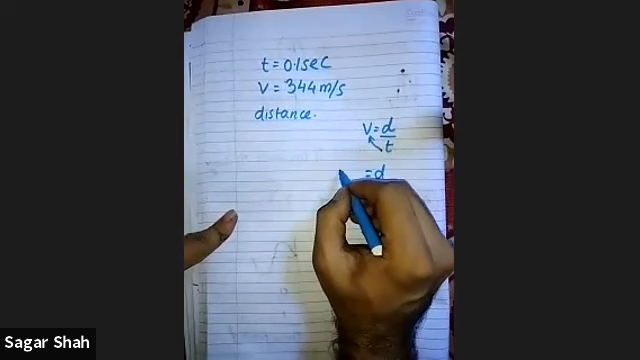 t = 0.1sec
V = 344 m/s
distance.
V = d/t
= d
Sagar Shah